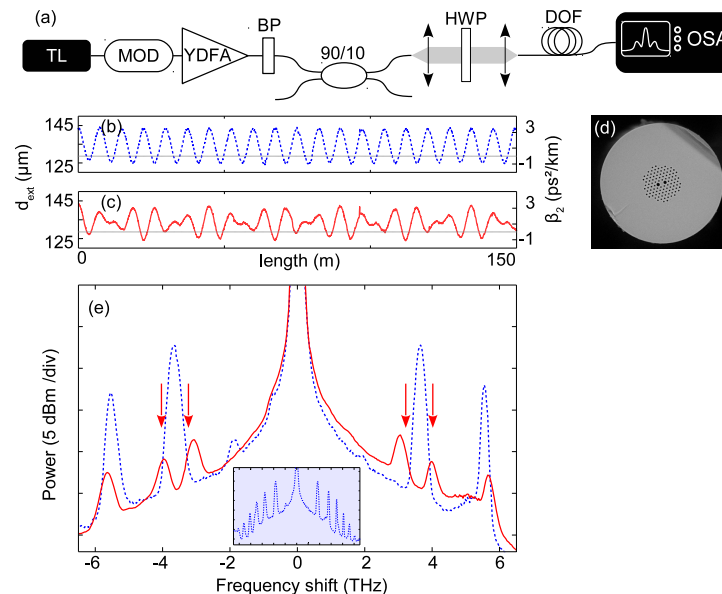 (a)
TL
MOD
YDFA
BP
90/10
HWP
DOF
OSA
(b)
145
125
3
1
-1
(c)
145
125
3
1
-1
d_ext (µm)
β₂ (ps²/km)
0
length (m)
150
(d)
(e)
Power (5 dBm /div)
-6
-4
-2
0
2
4
6
Frequency shift (THz)